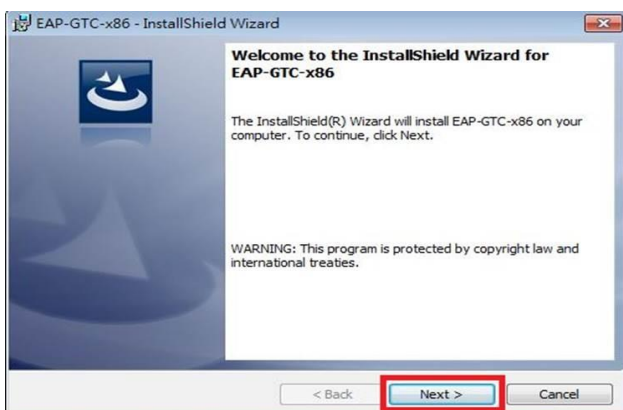 EAP-GTC-x86 - InstallShield Wizard
Welcome to the InstallShield Wizard for
EAP-GTC-x86
The InstallShield(R) Wizard will install EAP-GTC-x86 on your
computer. To continue, click Next.
WARNING: This program is protected by copyright law and
international treaties.
< Back Next > Cancel